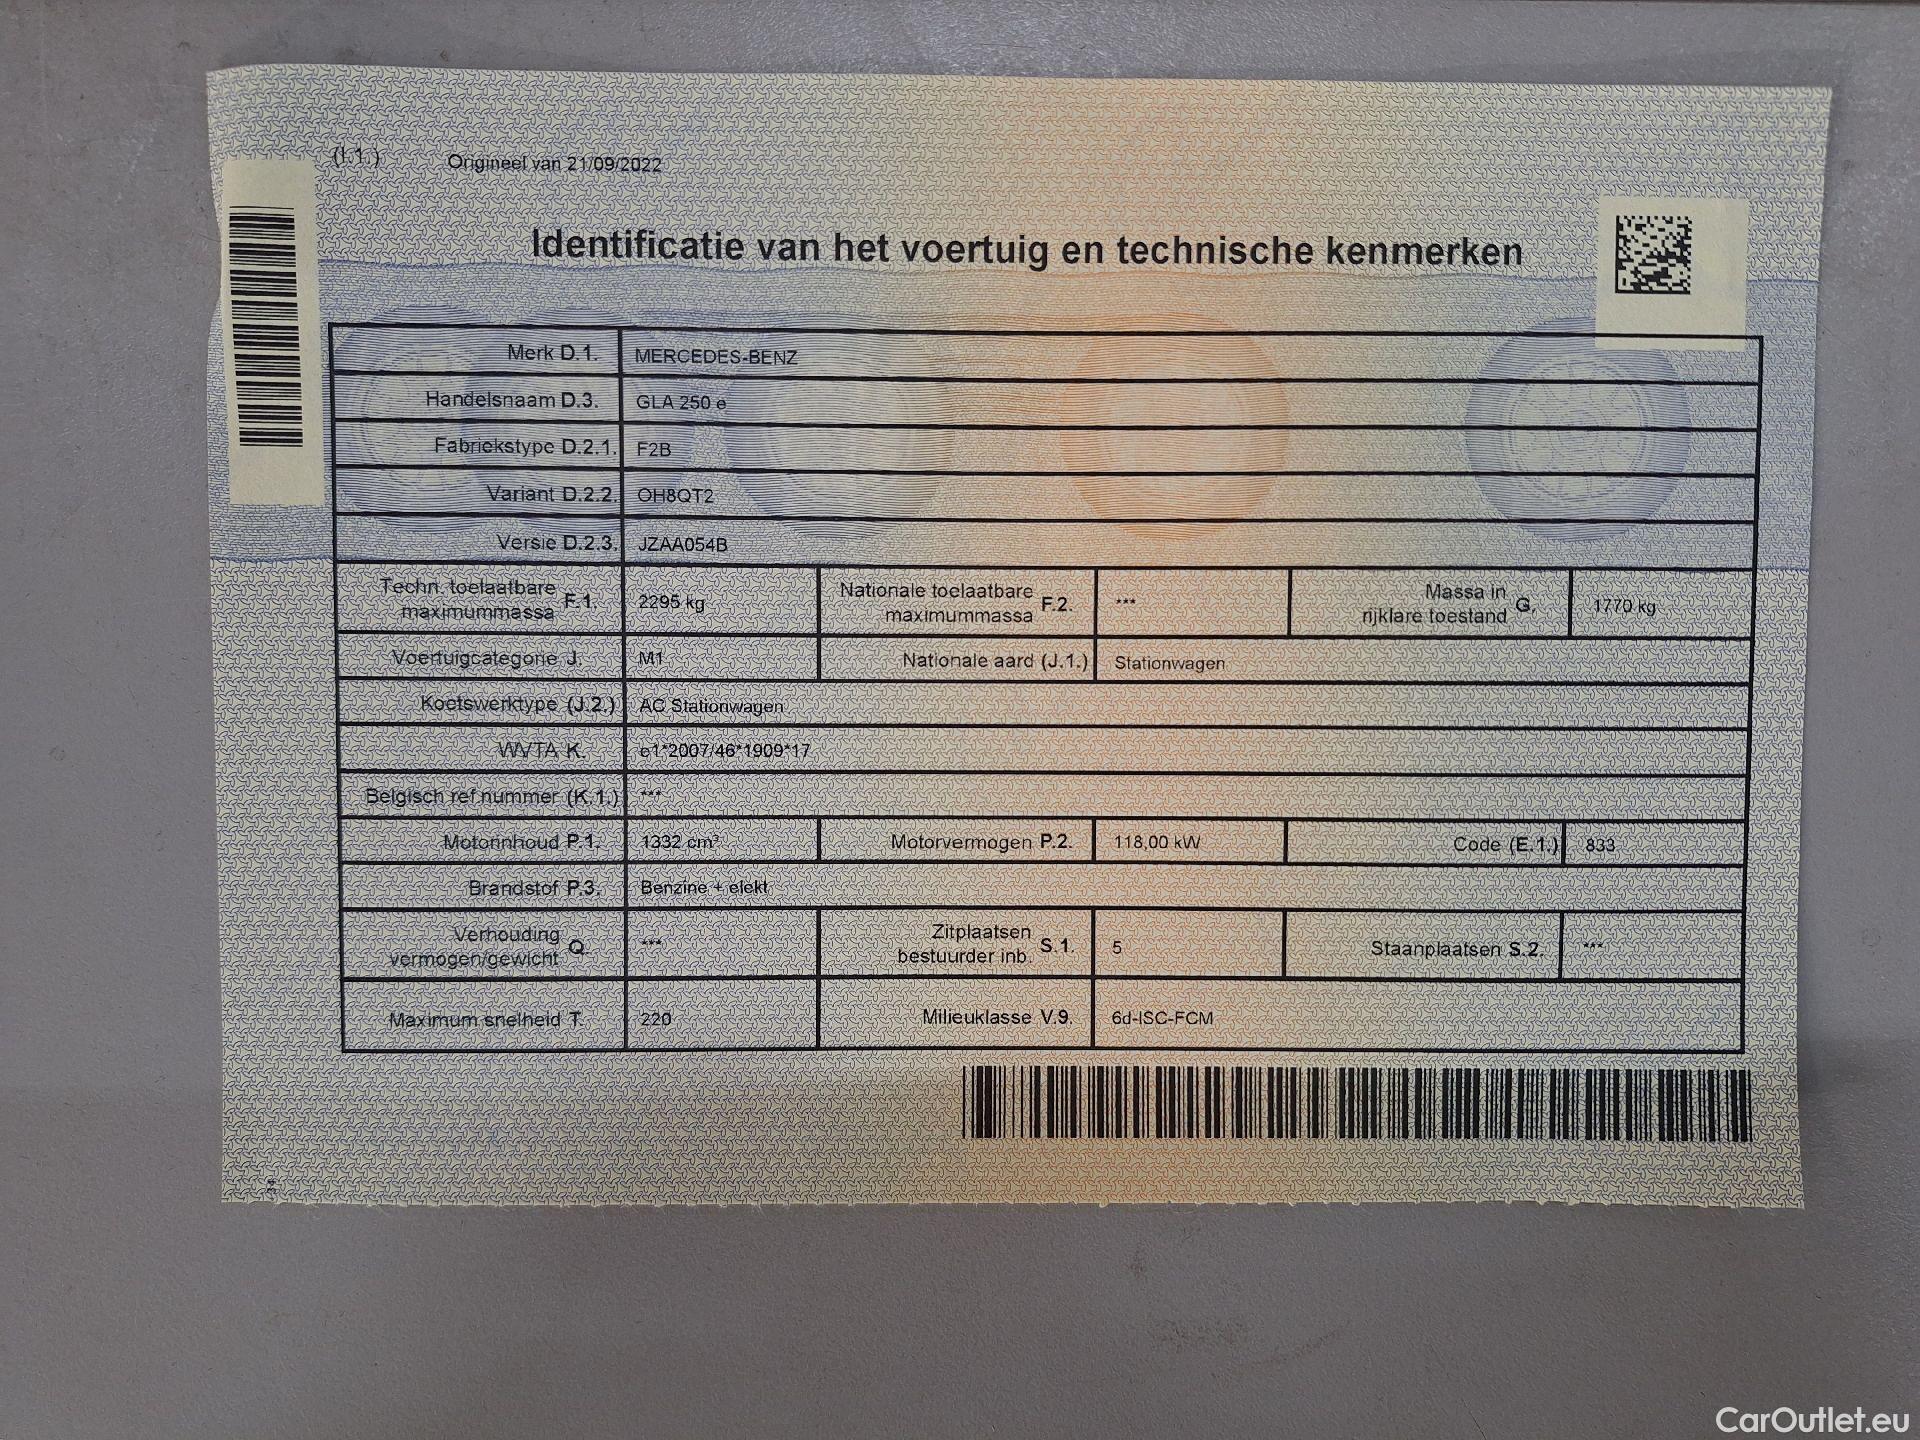 (I.1.) Origineel van 21/09/2022
Identificatie van het voertuig en technische kenmerken
Merk D.1. MERCEDES-BENZ
Handelsnaam D.3. GLA 250 e
Fabriekstype D.2.1. F2B
Variant D.2.2. OH8QT2
Versie D.2.3. JZAA054B
Techn. toelaatbare maximummassa F.1. 2295 kg Nationale toelaatbare maximummassa F.2. *** Massa in rijklare toestand G. 1770 kg
Voertuigcategorie J. M1 Nationale aard (J.1.) Stationwagen
Koetswerktype (J.2.) AC Stationwagen
WVTA K. e1*2007/46*1909*17
Belgisch ref.nummer (K.1.) ***
Motorinhoud P.1. 1332 cm³ Motorvermogen P.2. 118,00 kW Code (E.1.) 833
Brandstof P.3. Benzine + elekt
Verhouding vermogen/gewicht Q. *** Zitplaatsen bestuurder inb. S.1. 5 Staanplaatsen S.2. ***
Maximum snelheid T. 220 Milieuklasse V.9. 6d-ISC-FCM
CarOutlet.eu